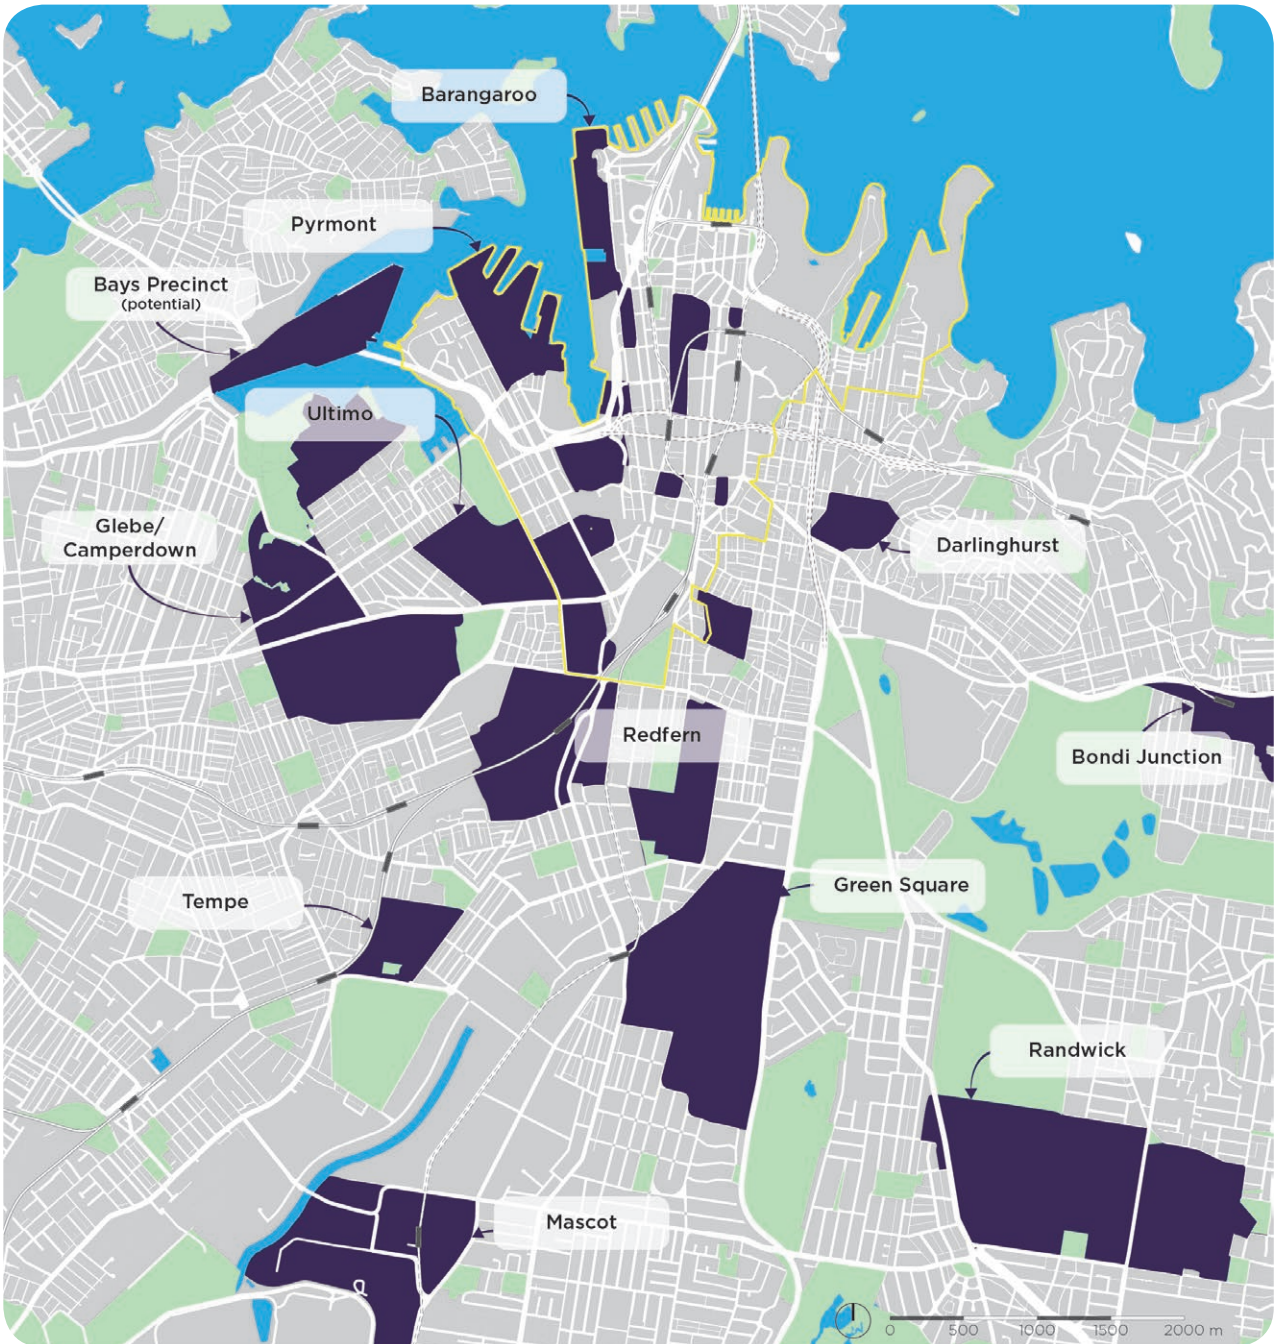 Barangaroo
Pyrmont
Bays Precinct
(potential)
Ultimo
Glebe/
Camperdown
Darlinghurst
Redfern
Bondi Junction
Green Square
Tempe
Randwick
Mascot
0 500 1000 1500 2000 m